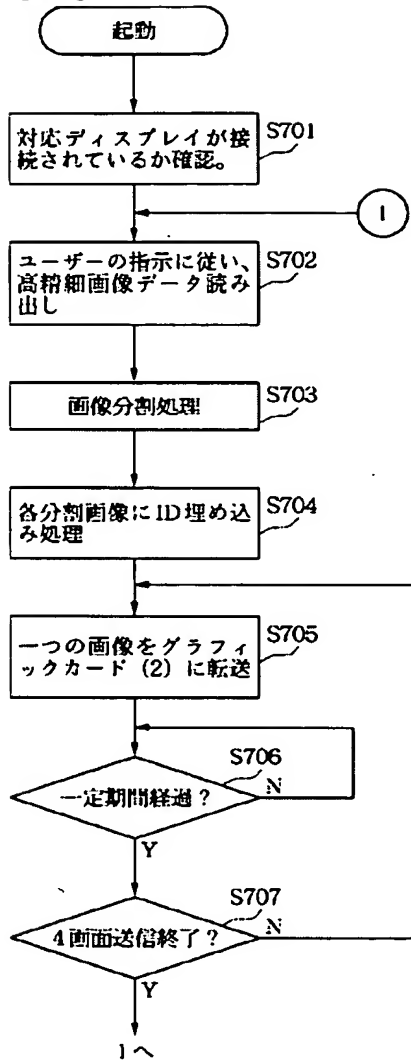 起動
対応ディスプレイが接
続されているか確認。
S701
1
ユーザーの指示に従い、
高精細画像データ読み
出し
S702
画像分割処理
S703
各分割画像にID埋め込
み処理
S704
一つの画像をグラフィ
ックカード（2）に転送
S705
一定期間経過？
S706
N
Y
4画面送信終了？
S707
N
Y
1へ